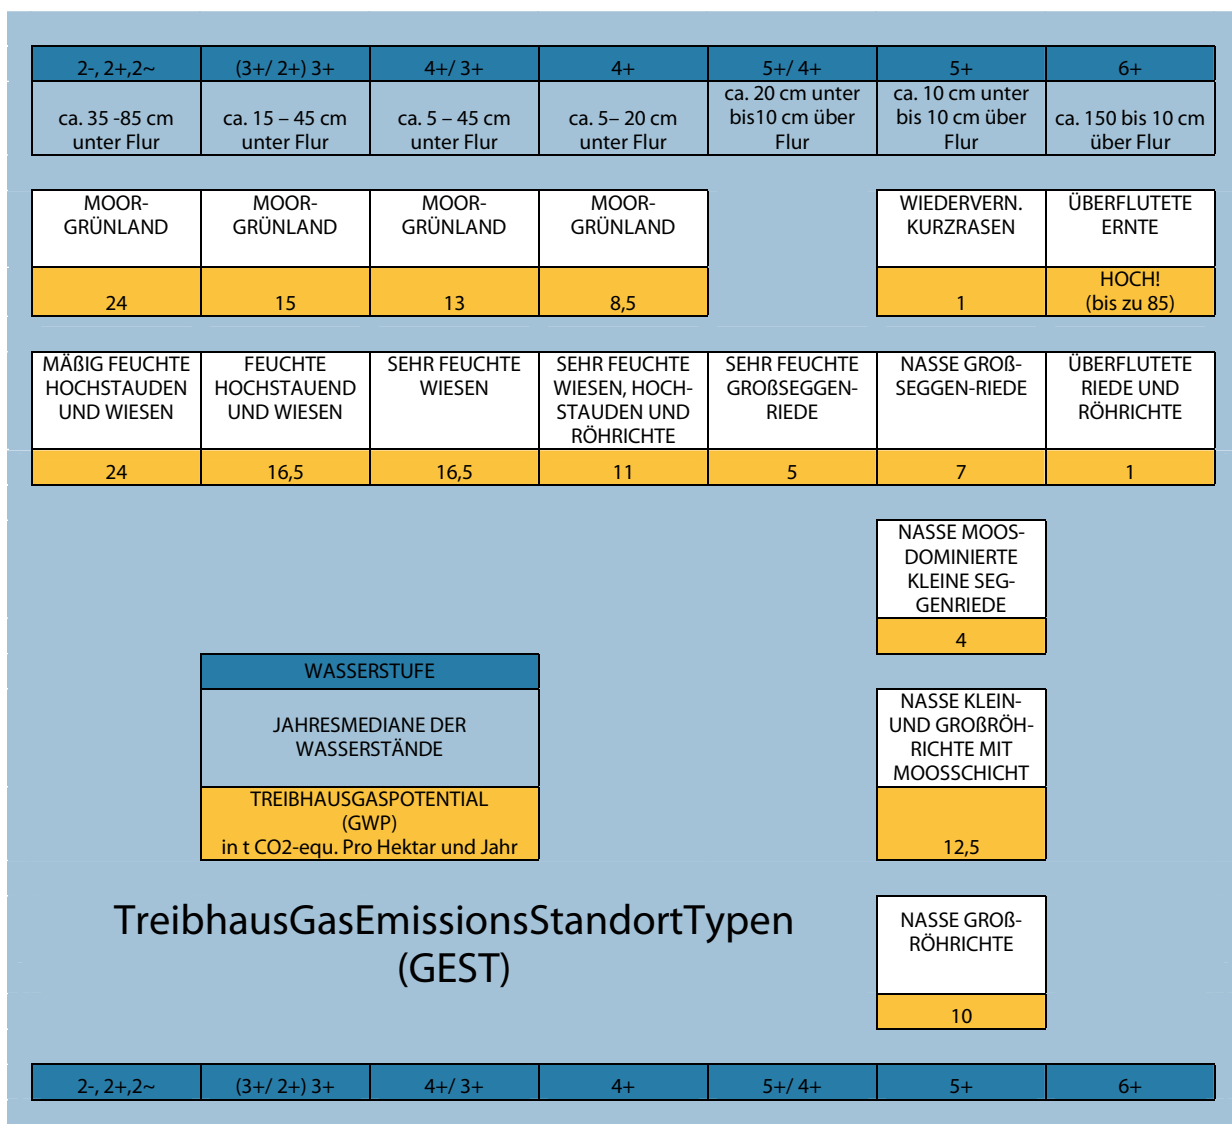 2-, 2+,2~ (3+/ 2+) 3+ 4+/ 3+ 4+ 5+/ 4+ 5+ 6+
ca. 35 -85 cm
unter Flur
ca. 15 – 45 cm
unter Flur
ca. 5 – 45 cm
unter Flur
ca. 5– 20 cm
unter Flur
ca. 20 cm unter
bis10 cm über
Flur
ca. 10 cm unter
bis 10 cm über
Flur
ca. 150 bis 10 cm
über Flur
MOOR-
GRÜNLAND
MOOR-
GRÜNLAND
MOOR-
GRÜNLAND
MOOR-
GRÜNLAND
WIEDERVERN.
KURZRASEN
ÜBERFLUTETE
ERNTE
24 15 13 8,5 1
HOCH!
(bis zu 85)
MÄßIG FEUCHTE
HOCHSTAUDEN
UND WIESEN
FEUCHTE
HOCHSTAUEND
UND WIESEN
SEHR FEUCHTE
WIESEN
SEHR FEUCHTE
WIESEN, HOCH-
STAUDEN UND
RÖHRICHTE
SEHR FEUCHTE
GROßSEGGEN-
RIEDE
NASSE GROß-
SEGGEN-RIEDE
ÜBERFLUTETE
RIEDE UND
RÖHRICHTE
24 16,5 16,5 11 5 7 1
NASSE MOOS-
DOMINIERTE
KLEINE SEG-
GENRIEDE
4
WASSERSTUFE
JAHRESMEDIANE DER
WASSERSTÄNDE
TREIBHAUSGASPOTENTIAL
(GWP)
in t CO2-equ. Pro Hektar und Jahr
NASSE KLEIN-
UND GROßRÖH-
RICHTE MIT
MOOSSCHICHT
12,5
TreibhausGasEmissionsStandortTypen
(GEST)
NASSE GROß-
RÖHRICHTE
10
2-, 2+,2~ (3+/ 2+) 3+ 4+/ 3+ 4+ 5+/ 4+ 5+ 6+